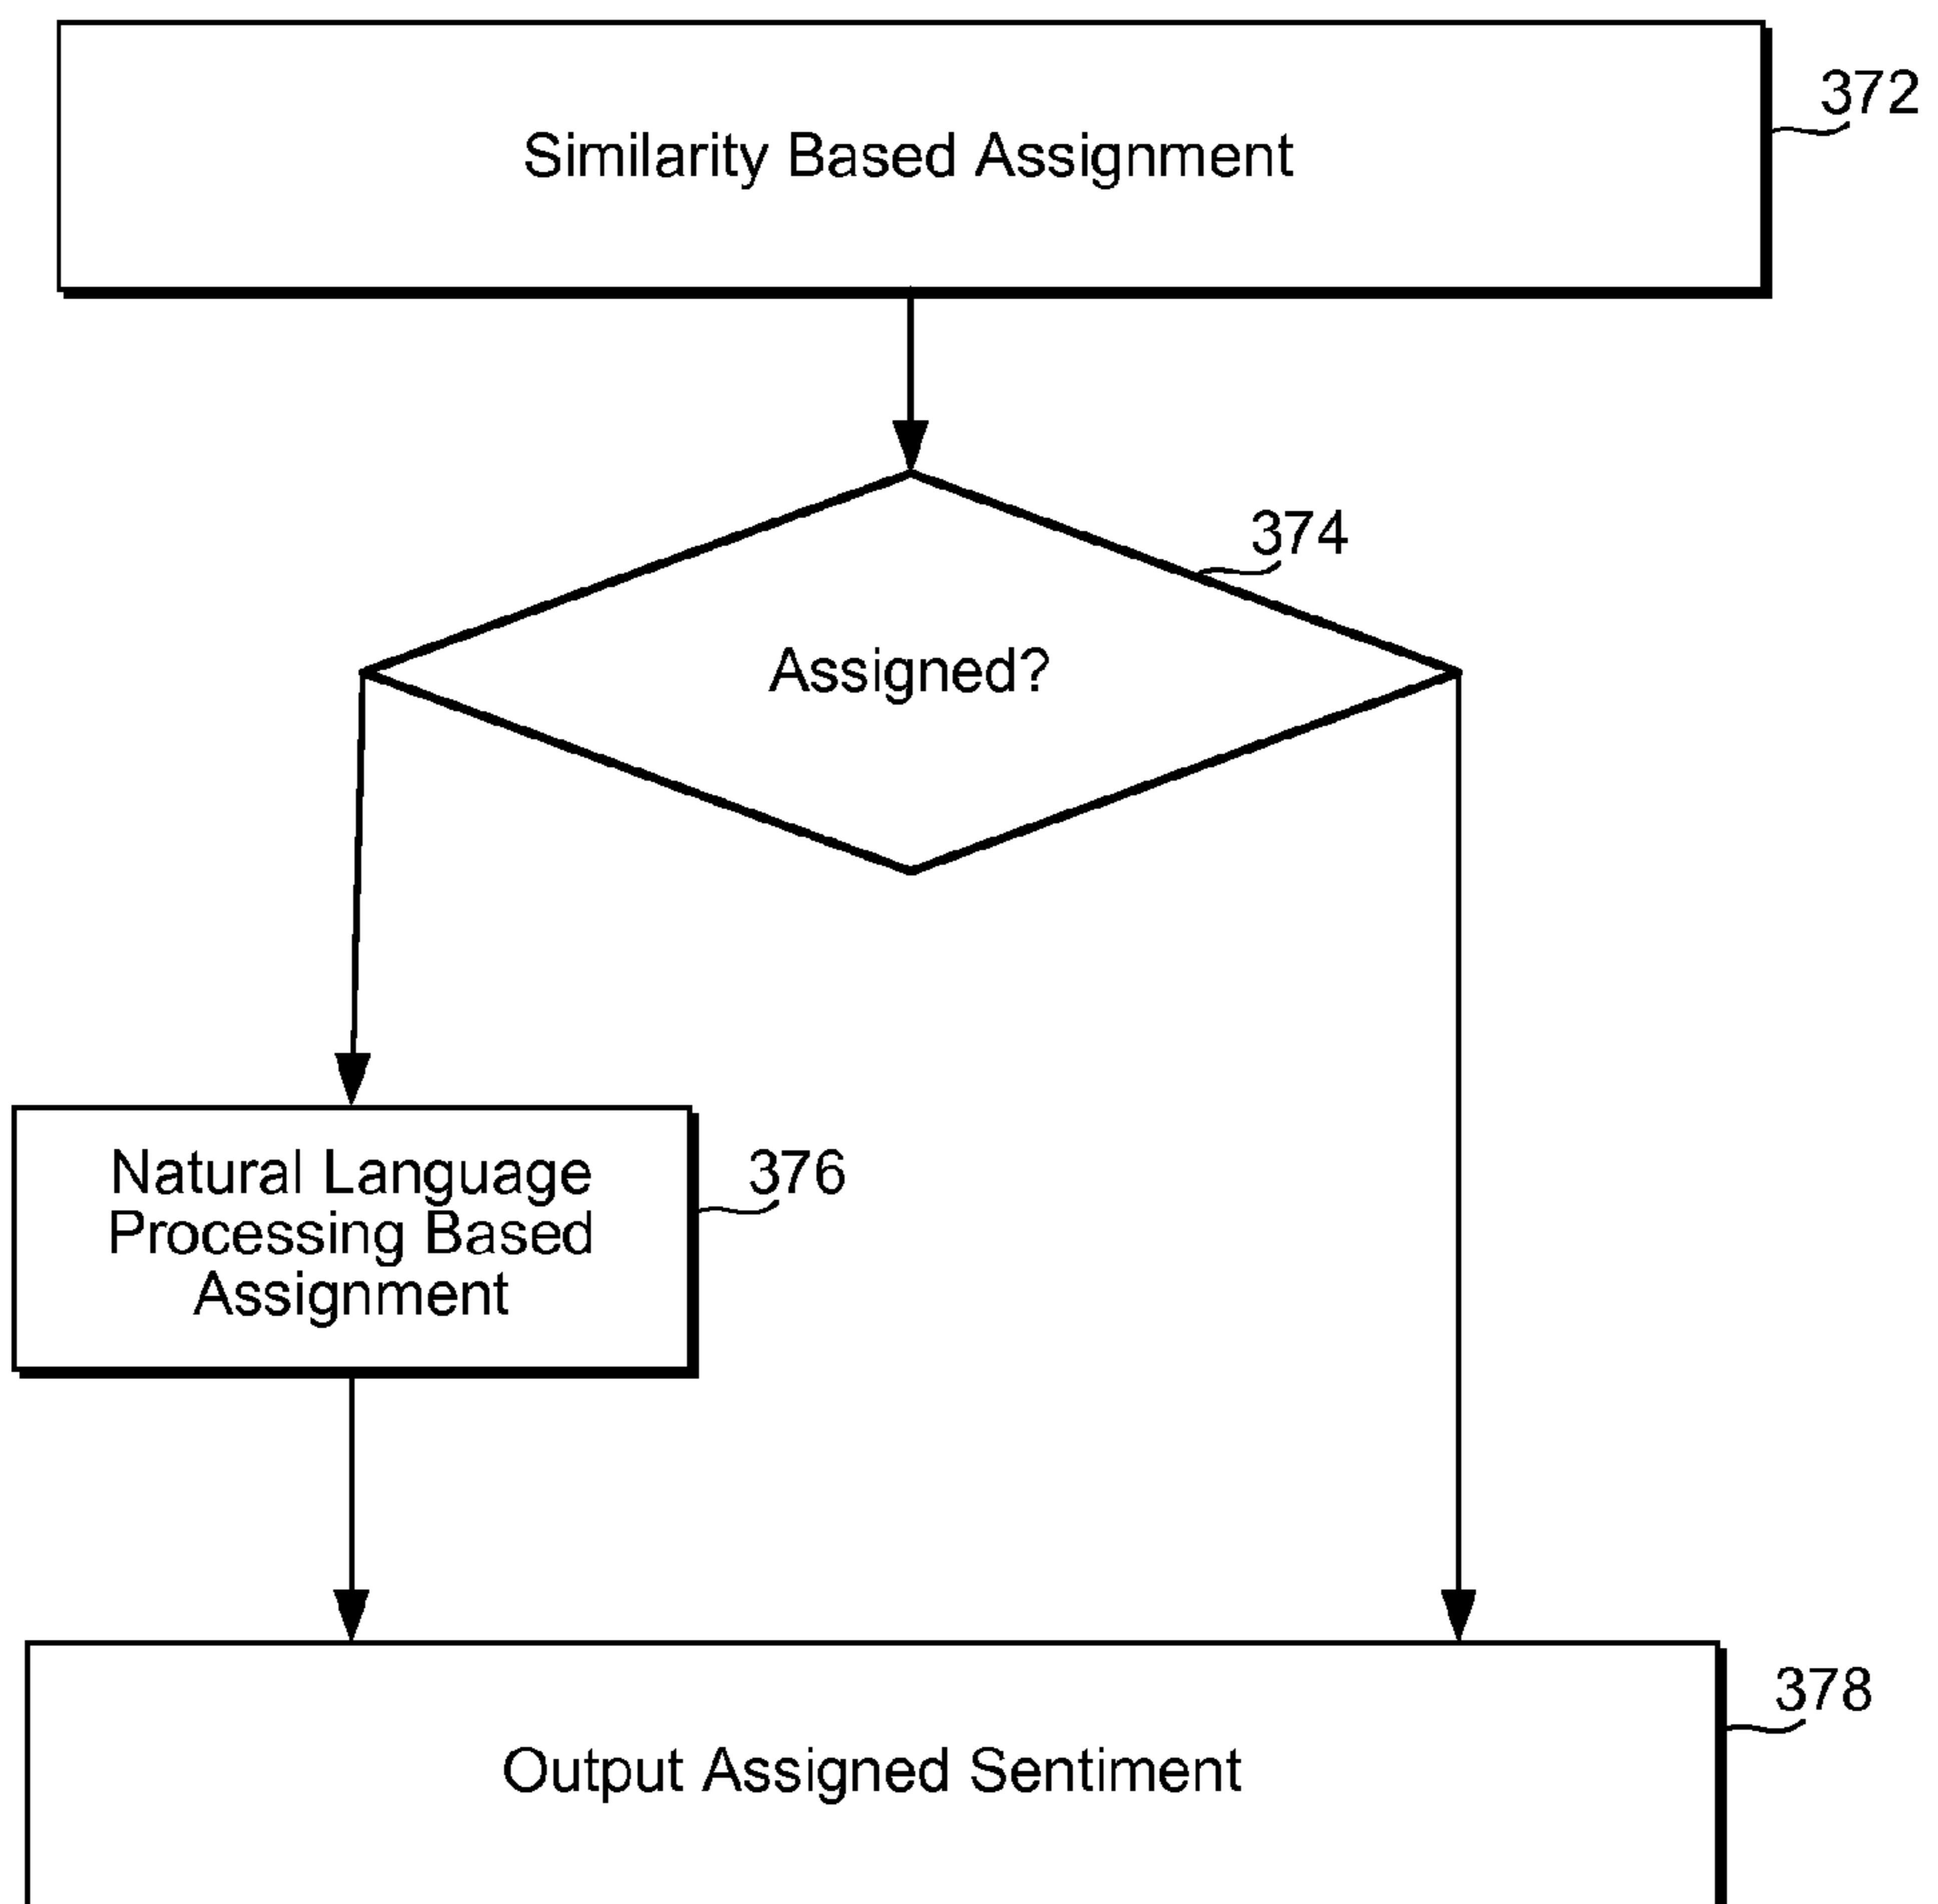 372
Similarity Based Assignment
374
Assigned?
Natural Language
Processing Based
Assignment
376
378
Output Assigned Sentiment